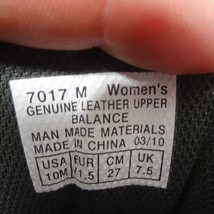 7017 M Women's
GENUINE LEATHER UPPER
BALANCE
MAN MADE MATERIALS
MADE IN CHINA 03/10
USA EUR CM UK
10M /1.5 27 7.5